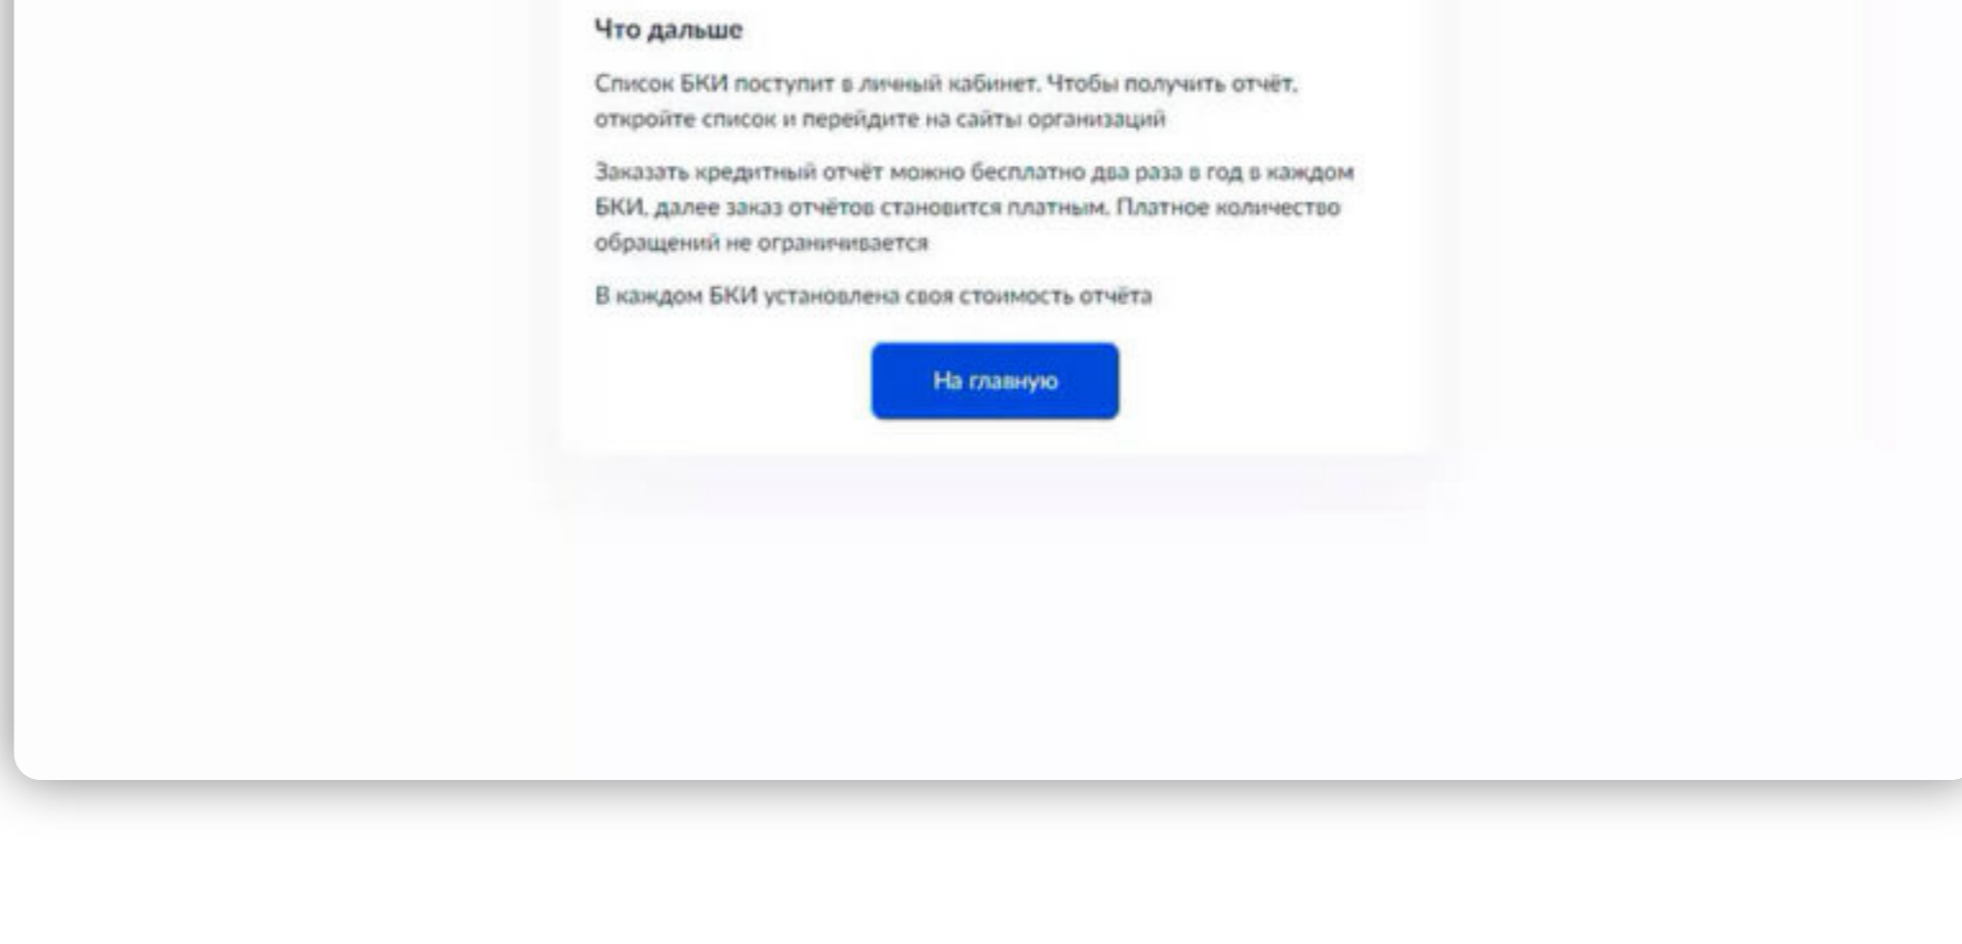 Что дальше
Список БКИ поступит в личный кабинет. Чтобы получить отчёт,
откройте список и перейдите на сайты организаций
Заказать кредитный отчёт можно бесплатно два раза в год в каждом
БКИ, далее заказ отчётов становится платным. Платное количество
обращений не ограничивается
В каждом БКИ установлена своя стоимость отчёта
На главную